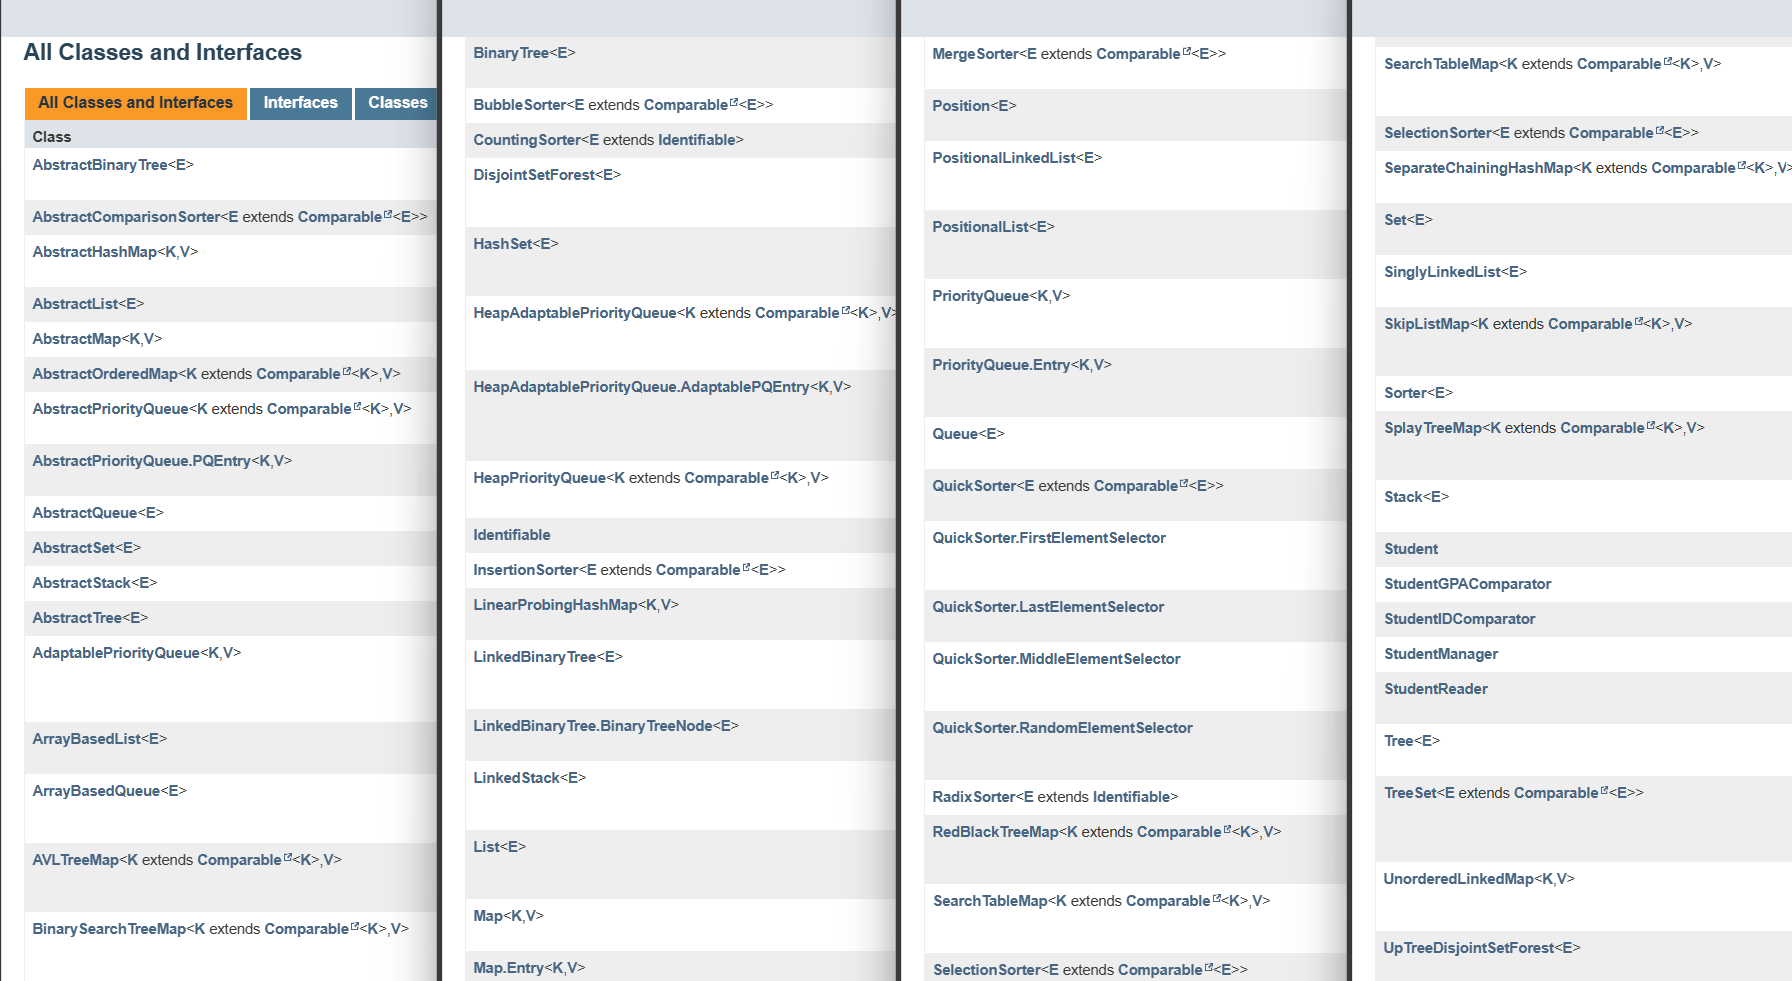 All Classes and Interfaces
All Classes and Interfaces
Interfaces
Classes
Class
AbstractBinaryTree<E>
AbstractComparisonSorter<E extends Comparable<E>>
AbstractHashMap<K,V>
AbstractList<E>
AbstractMap<K,V>
AbstractOrderedMap<K extends Comparable<K>,V>
AbstractPriorityQueue<K extends Comparable<K>,V>
AbstractPriorityQueue.PQEntry<K,V>
AbstractQueue<E>
AbstractSet<E>
AbstractStack<E>
AbstractTree<E>
AdaptablePriorityQueue<K,V>
ArrayBasedList<E>
ArrayBasedQueue<E>
AVLTreeMap<K extends Comparable<K>,V>
BinarySearchTreeMap<K extends Comparable<K>,V>
BinaryTree<E>
BubbleSorter<E extends Comparable<E>>
CountingSorter<E extends Identifiable>
DisjointSetForest<E>
HashSet<E>
HeapAdaptablePriorityQueue<K extends Comparable<K>,V>
HeapAdaptablePriorityQueue.AdaptablePQEntry<K,V>
HeapPriorityQueue<K extends Comparable<K>,V>
Identifiable
InsertionSorter<E extends Comparable<E>>
LinearProbingHashMap<K,V>
LinkedBinaryTree<E>
LinkedBinaryTree.BinaryTreeNode<E>
LinkedStack<E>
List<E>
Map<K,V>
Map.Entry<K,V>
MergeSorter<E extends Comparable<E>>
Position<E>
PositionalLinkedList<E>
PositionalList<E>
PriorityQueue<K,V>
PriorityQueue.Entry<K,V>
Queue<E>
QuickSorter<E extends Comparable<E>>
QuickSorter.FirstElementSelector
QuickSorter.LastElementSelector
QuickSorter.MiddleElementSelector
QuickSorter.RandomElementSelector
RadixSorter<E extends Identifiable>
RedBlackTreeMap<K extends Comparable<K>,V>
SearchTableMap<K extends Comparable<K>,V>
SelectionSorter<E extends Comparable<E>>
SearchTableMap<K extends Comparable<K>,V>
SelectionSorter<E extends Comparable<E>>
SeparateChainingHashMap<K extends Comparable<K>,V>
Set<E>
SinglyLinkedList<E>
SkipListMap<K extends Comparable<K>,V>
Sorter<E>
SplayTreeMap<K extends Comparable<K>,V>
Stack<E>
Student
StudentGPAComparator
StudentIDComparator
StudentManager
StudentReader
Tree<E>
TreeSet<E extends Comparable<E>>
UnorderedLinkedMap<K,V>
UpTreeDisjointSetForest<E>